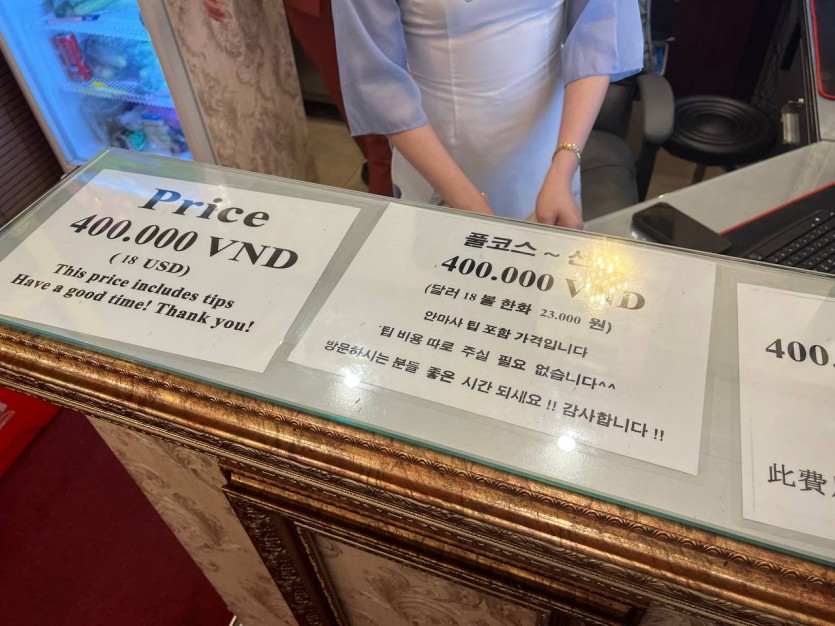 Price
400.000 VND
(18 USD)
This price includes tips
Have a good time! Thank you!
풀코스 ~
400.000 VND
(달러 18 불 한화 23.000 원)
안마사 팁 포함 가격입니다
팁 비용 따로 주실 필요 없습니다^^
방문하시는 분들 좋은 시간 되세요 !! 감사합니다 !!
400.
此費